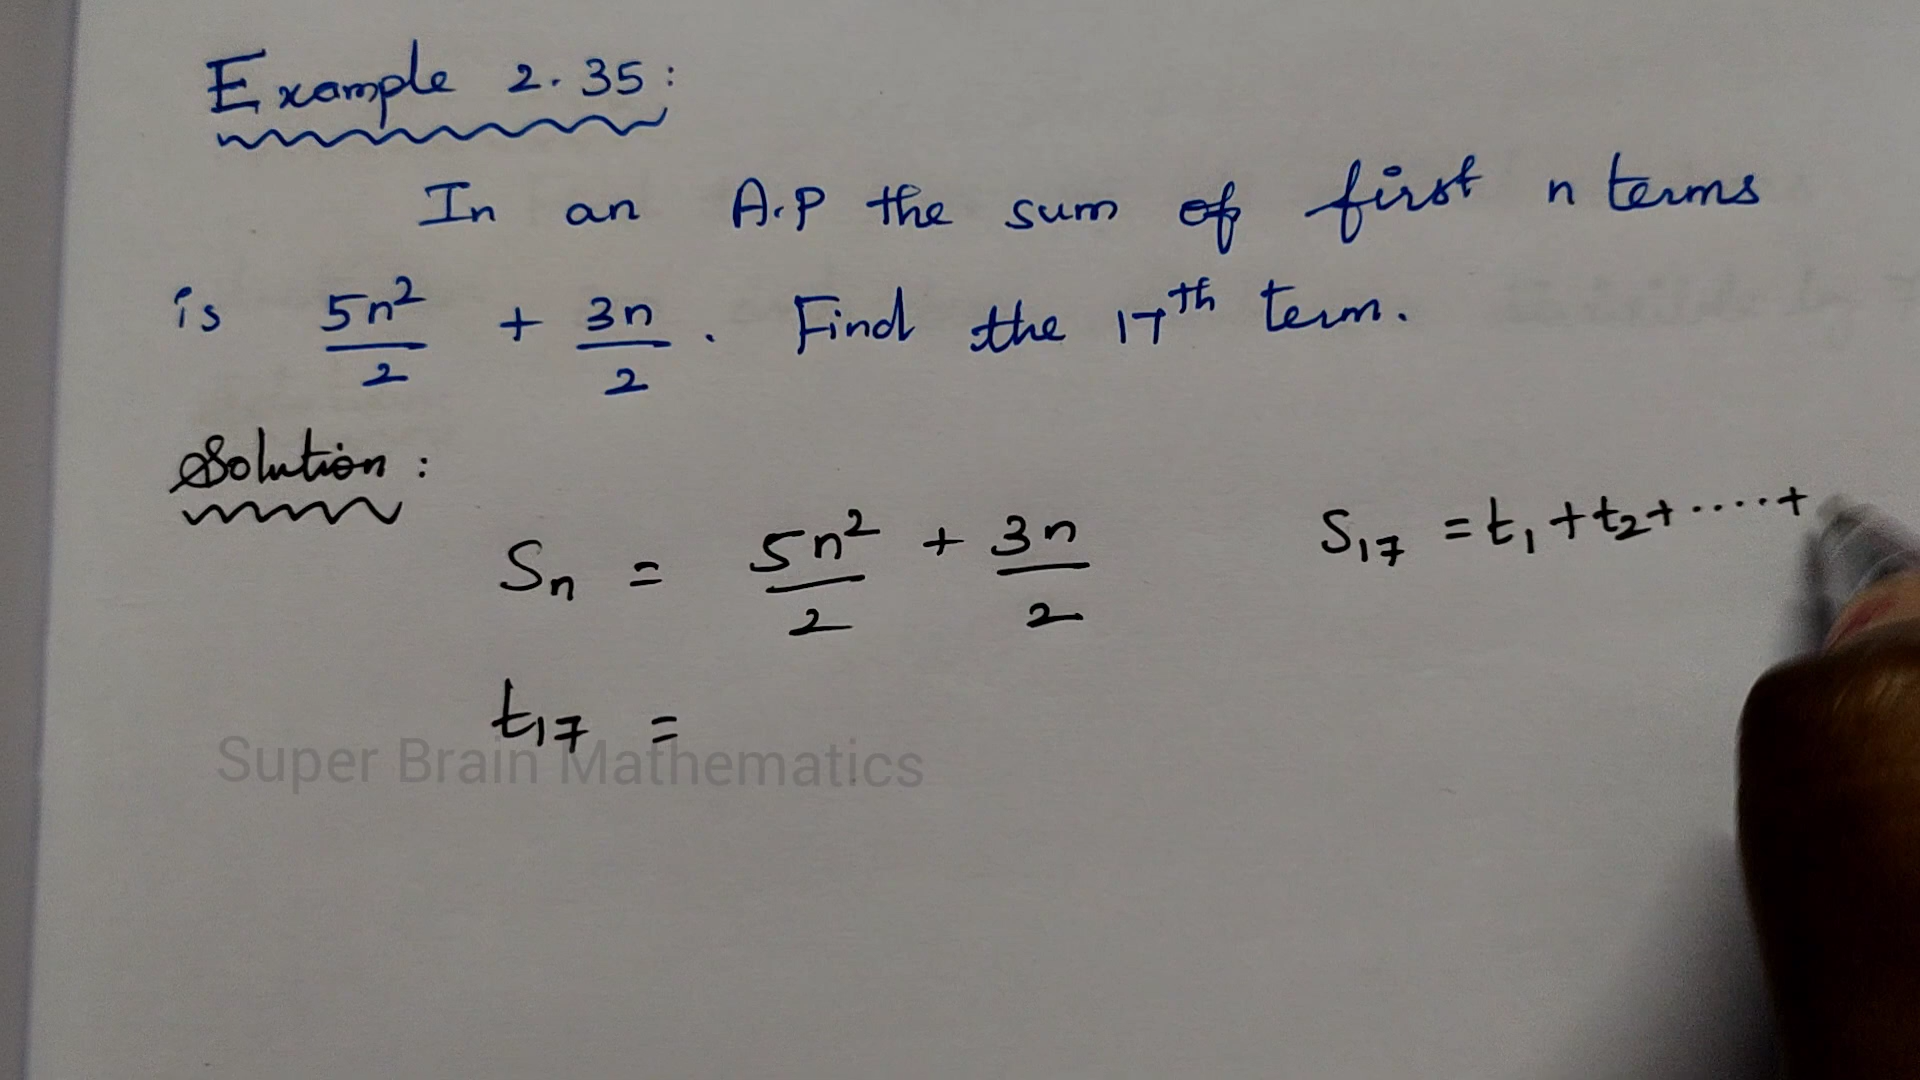 Example 2.35:
In an A.P the sum of first n terms
is 5n²/2 + 3n/2. Find the 17th term.
Solution:
Sn = 5n²/2 + 3n/2
S17 = t1 + t2 + ..... +
t17 =
Super Brain Mathematics